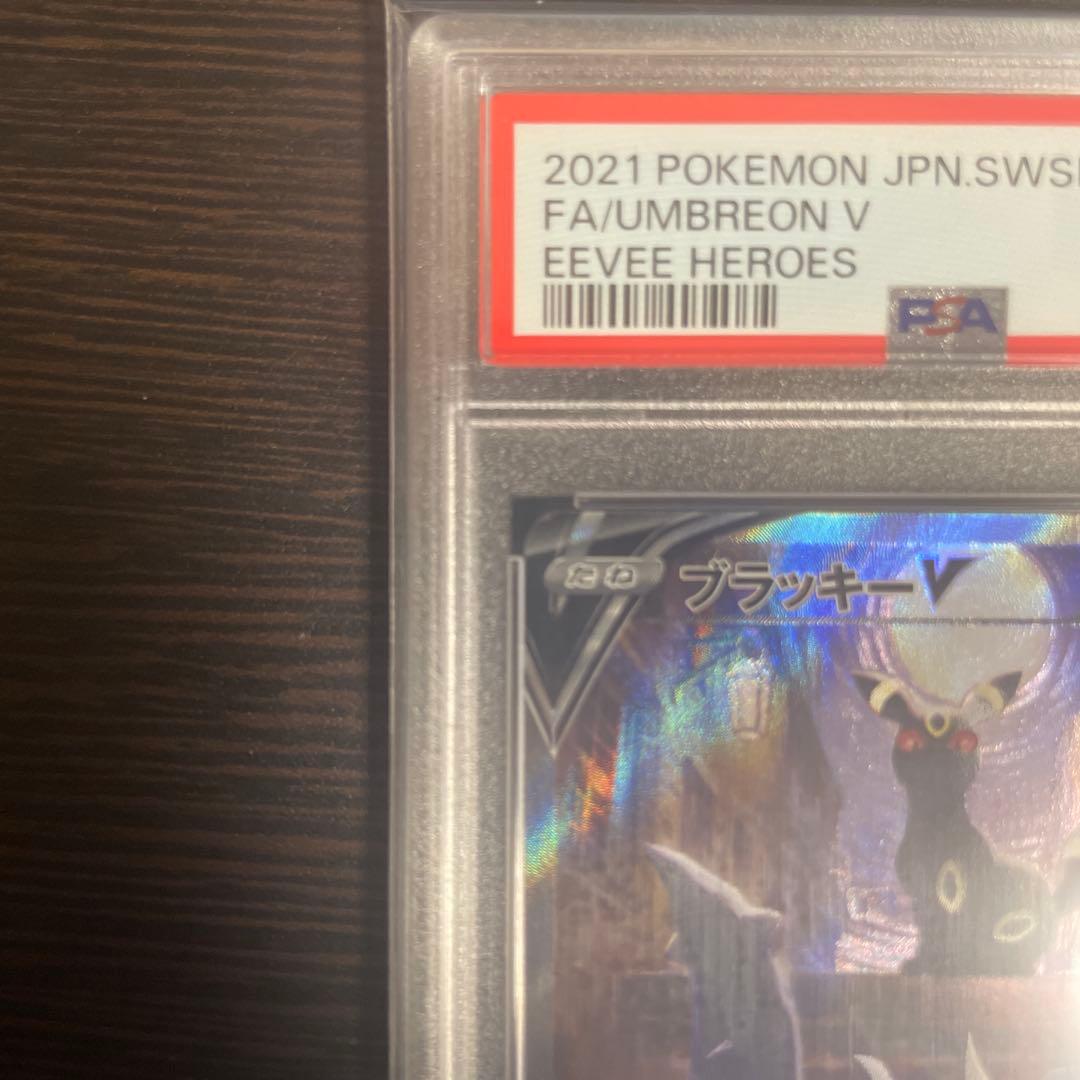 2021 POKEMON JPN.SWSH
FA/UMBREON V
EEVEE HEROES
PSA
たね ブラッキーV